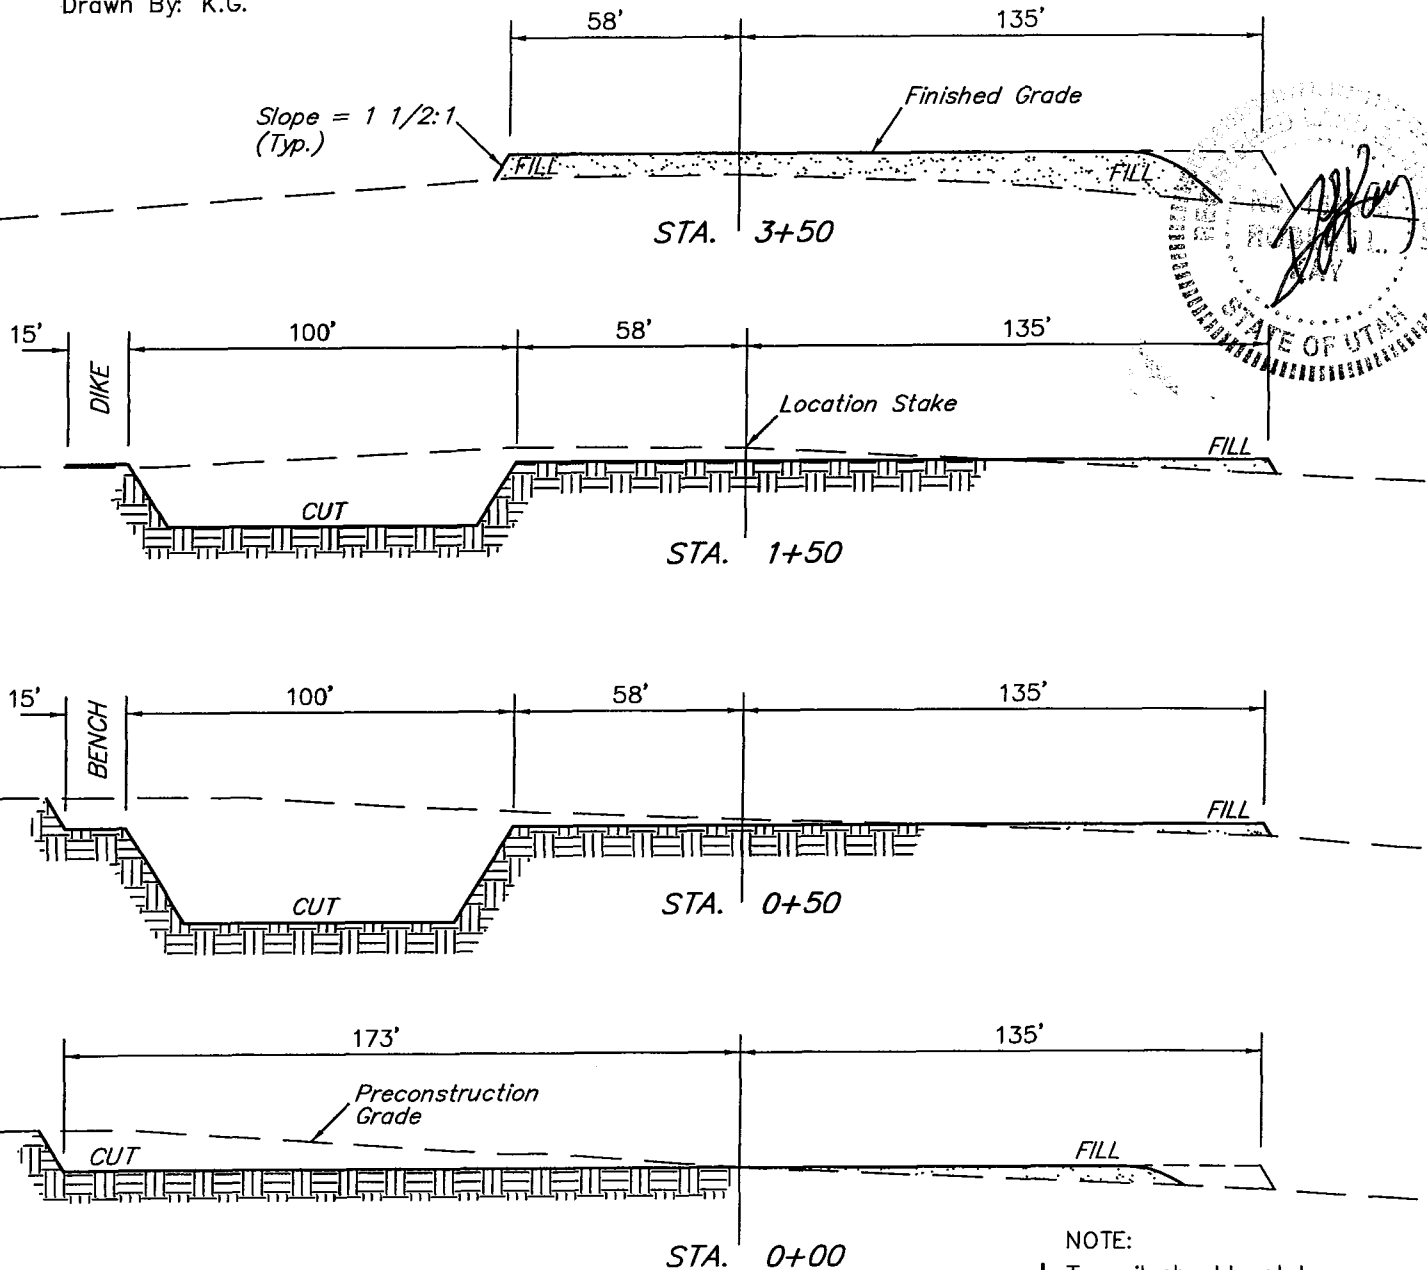 Drawn By: K.G.
58' 135'
Slope = 1 1/2:1
(Typ.)
Finished Grade
FILL FILL
STA. 3+50
STATE OF UTAH
15' 100' 58' 135'
DIKE
Location Stake
FILL
CUT
STA. 1+50
15' 100' 58' 135'
BENCH
FILL
CUT
STA. 0+50
173' 135'
Preconstruction
Grade
CUT
FILL
STA. 0+00
NOTE: